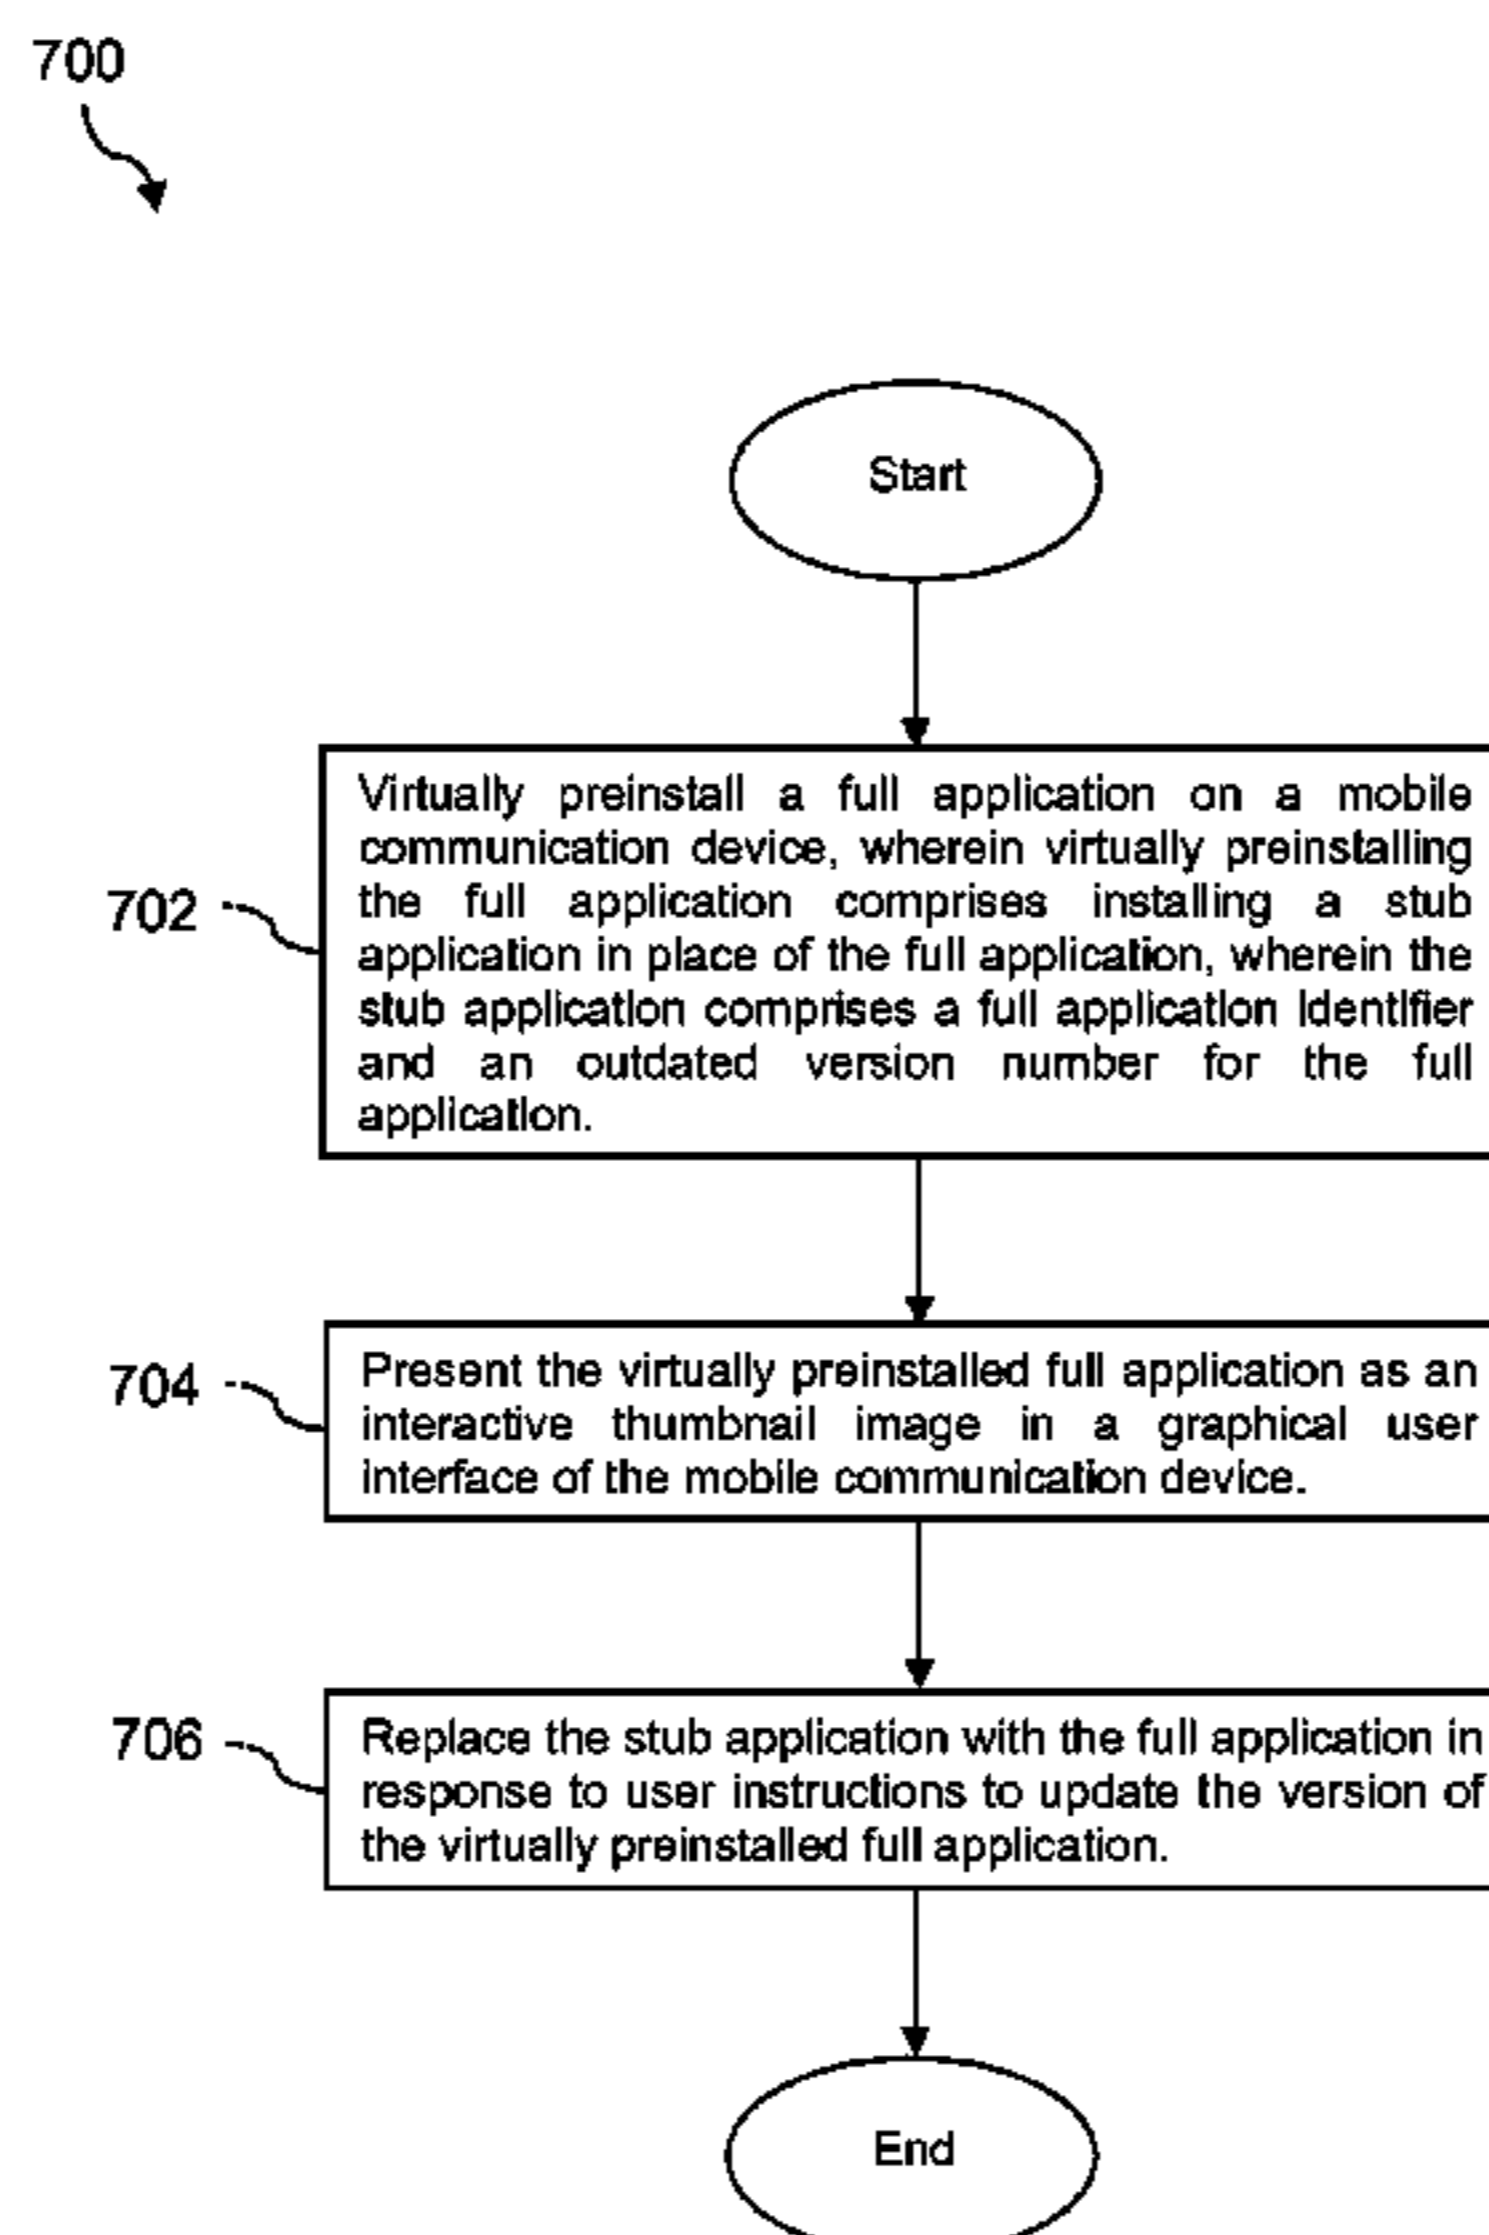 700
Start
702
Virtually preinstall a full application on a mobile
communication device, wherein virtually preinstalling
the full application comprises installing a stub
application in place of the full application, wherein the
stub application comprises a full application identifier
and an outdated version number for the full
application.
704
Present the virtually preinstalled full application as an
interactive thumbnail image in a graphical user
interface of the mobile communication device.
706
Replace the stub application with the full application in
response to user instructions to update the version of
the virtually preinstalled full application.
End